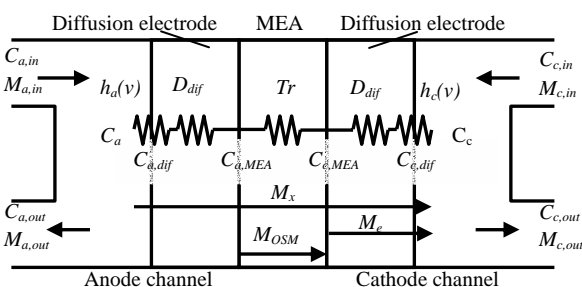 Diffusion electrode MEA Diffusion electrode
C_{a,in} C_{c,in}
M_{a,in} M_{c,in}
h_a(v) D_{dif} Tr D_{dif} h_c(v)
C_a C_c
C_{a,dif} C_{a,MEA} C_{c,MEA} C_{c,dif}
M_x
C_{a,out} M_e C_{c,out}
M_{a,out} M_{OSM} M_{c,out}
Anode channel Cathode channel